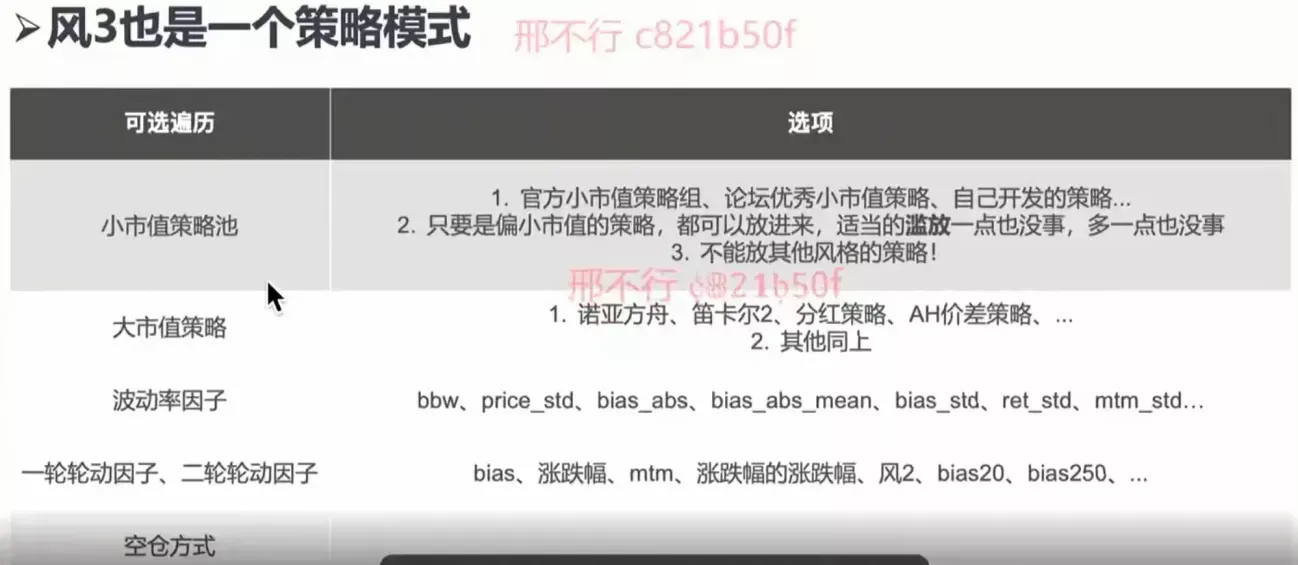 ➢风3也是一个策略模式
邢不行 c821b50f
可选遍历
选项
小市值策略池
1. 官方小市值策略组、论坛优秀小市值策略、自己开发的策略...
2. 只要是偏小市值的策略，都可以放进来，适当的滥放一点也没事，多一点也没事
3. 不能放其他风格的策略！
邢不行 c821b50f
大市值策略
1. 诺亚方舟、笛卡尔2、分红策略、AH价差策略、...
2. 其他同上
波动率因子
bbw、price_std、bias_abs、bias_abs_mean、bias_std、ret_std、mtm_std...
一轮轮动因子、二轮轮动因子
bias、涨跌幅、mtm、涨跌幅的涨跌幅、风2、bias20、bias250、...
空仓方式